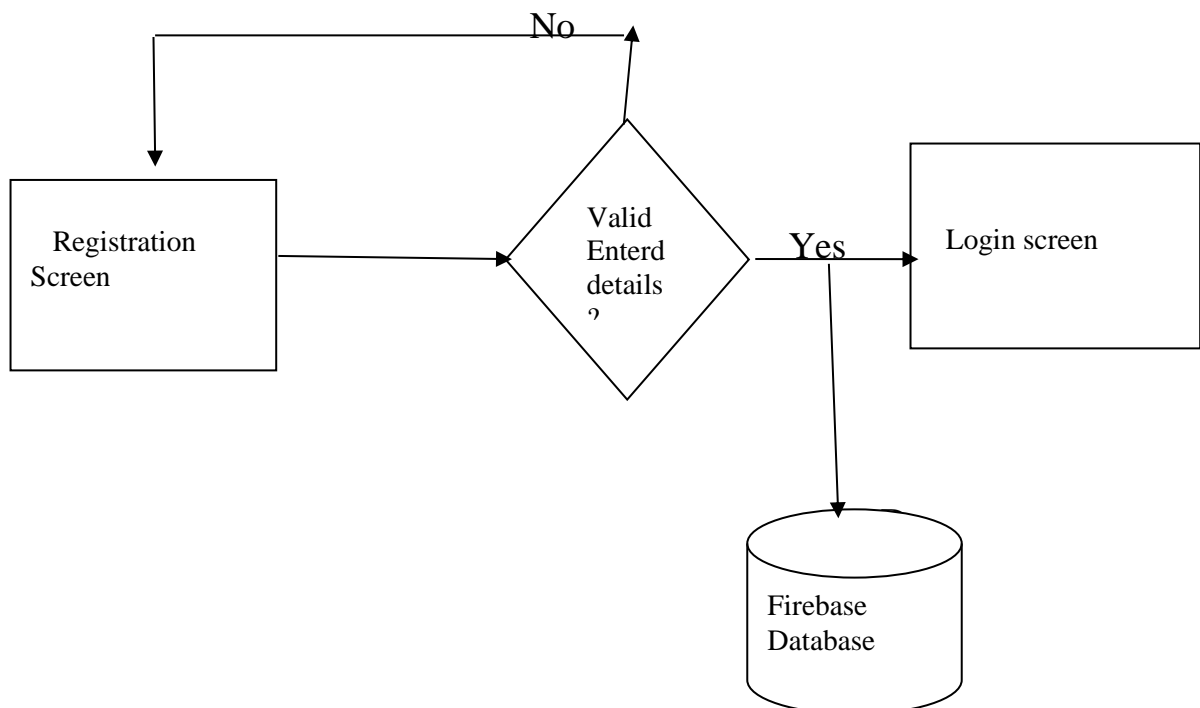 No
Registration
Screen
Valid
Enterd
details
?
Yes
Login screen
Firebase
Database